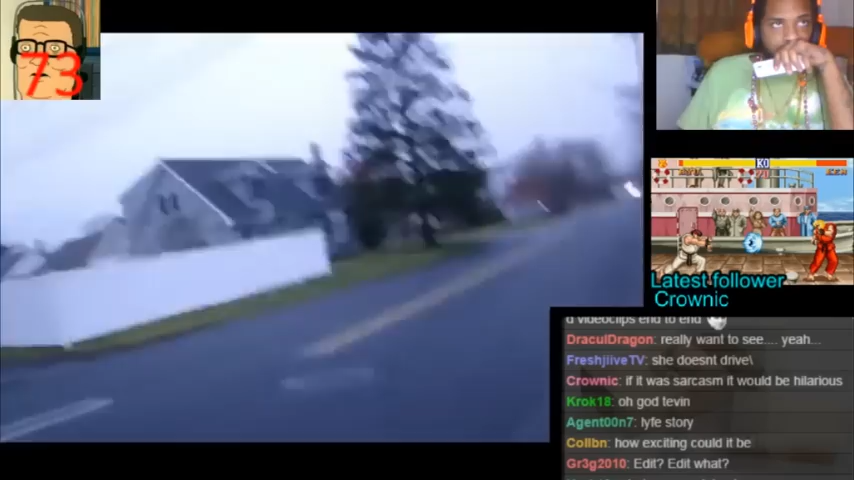 73
KO
Latest follower
Crownic
d videoclips end to end
DraculDragon: really want to see.... yeah...
FreshjiiveTV: she doesnt drive\
Crownic: if it was sarcasm it would be hilarious
Krok18: oh god tevin
Agent00n7: lyfe story
Collbn: how exciting could it be
Gr3g2010: Edit? Edit what?